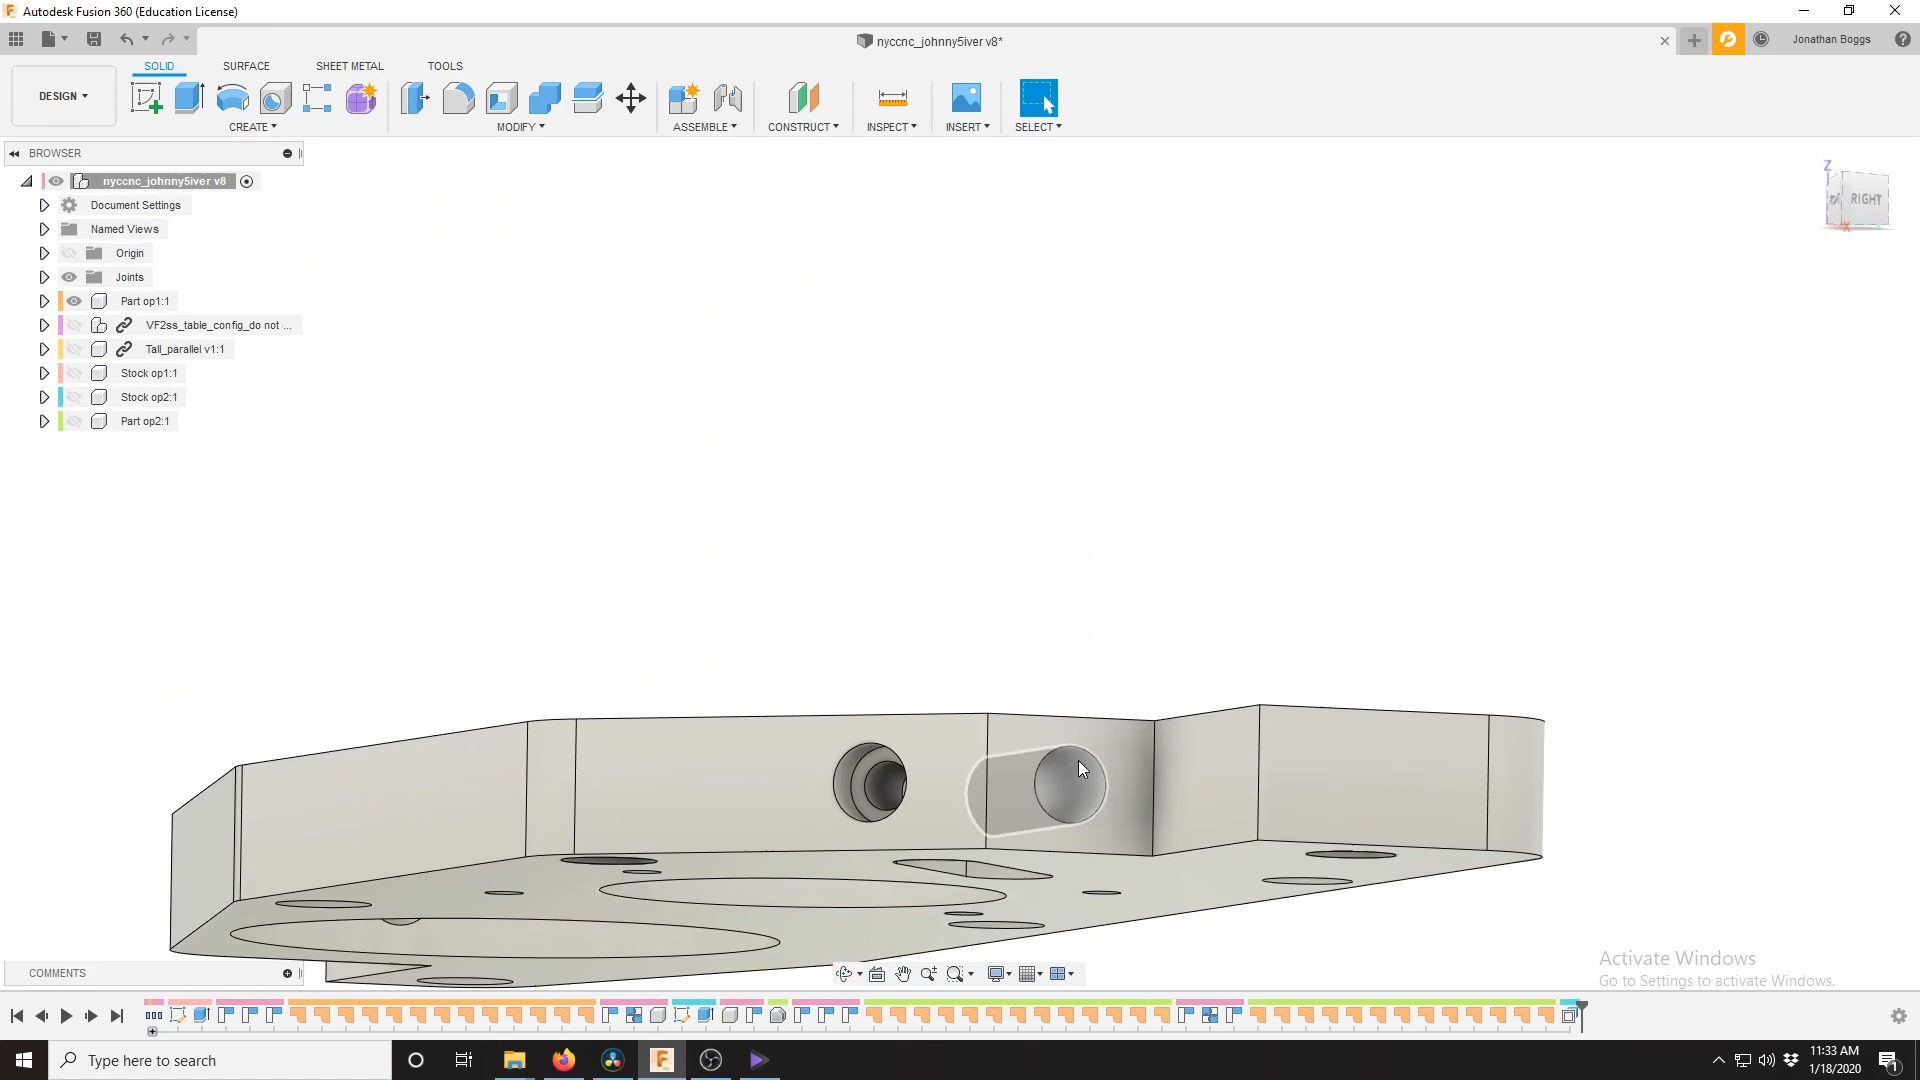 Autodesk Fusion 360 (Education License)
nyccnc_johnny5iver v8*
Jonathan Boggs
SOLID
SURFACE
SHEET METAL
TOOLS
DESIGN
CREATE
MODIFY
ASSEMBLE
CONSTRUCT
INSPECT
INSERT
SELECT
BROWSER
nyccnc_johnny5iver v8
Document Settings
Named Views
Origin
Joints
Part op1:1
VF2ss_table_config_do not ...
Tall_parallel v1:1
Stock op1:1
Stock op2:1
Part op2:1
Z
RIGHT
X
COMMENTS
Activate Windows
Go to Settings to activate Windows.
Type here to search
11:33 AM
1/18/2020
1